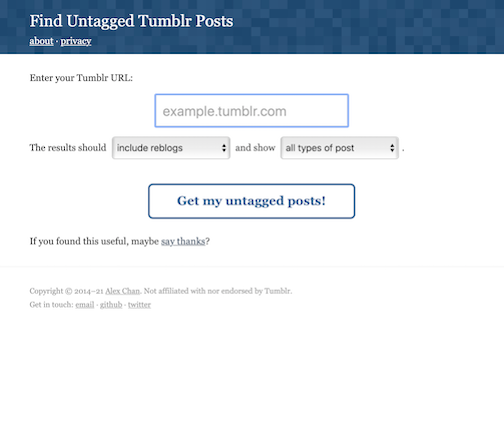 Find Untagged Tumblr Posts
about · privacy
Enter your Tumblr URL:
example.tumblr.com
The results should include reblogs and show all types of post .
Get my untagged posts!
If you found this useful, maybe say thanks?
Copyright © 2014–21 Alex Chan. Not affiliated with nor endorsed by Tumblr.
Get in touch: email · github · twitter